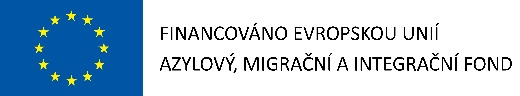 FINANCOVÁNO EVROPSKOU UNIÍ
AZYLOVÝ, MIGRAČNÍ A INTEGRAČNÍ FOND